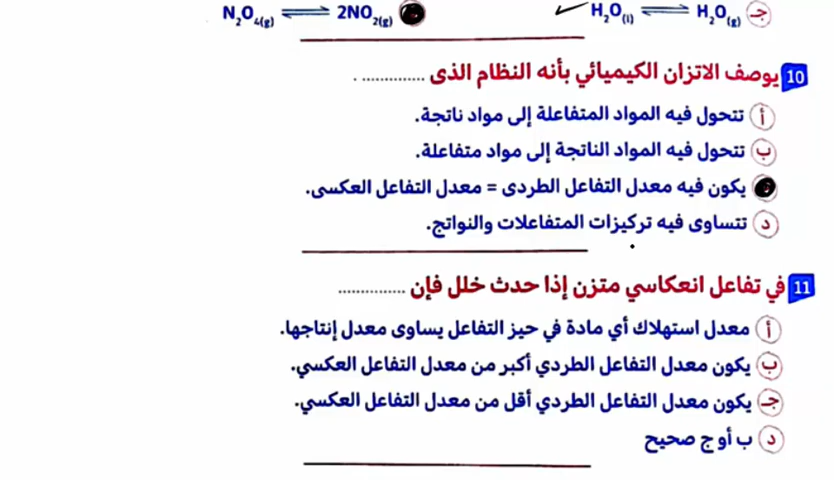 جـ H₂O(g) ⇌ H₂O(l) ✓ N₂O₄(g) ⇌ 2NO₂(g)
10 يوصف الاتزان الكيميائي بأنه النظام الذى .............. .
أ تتحول فيه المواد المتفاعلة إلى مواد ناتجة.
ب تتحول فيه المواد الناتجة إلى مواد متفاعلة.
يكون فيه معدل التفاعل الطردى = معدل التفاعل العكسى.
د تتساوى فيه تركيزات المتفاعلات والنواتج.
11 في تفاعل انعكاسي متزن إذا حدث خلل فإن ..............
أ معدل استهلاك أي مادة في حيز التفاعل يساوى معدل إنتاجها.
ب يكون معدل التفاعل الطردي أكبر من معدل التفاعل العكسي.
جـ يكون معدل التفاعل الطردي أقل من معدل التفاعل العكسي.
د ب أو ج صحيح